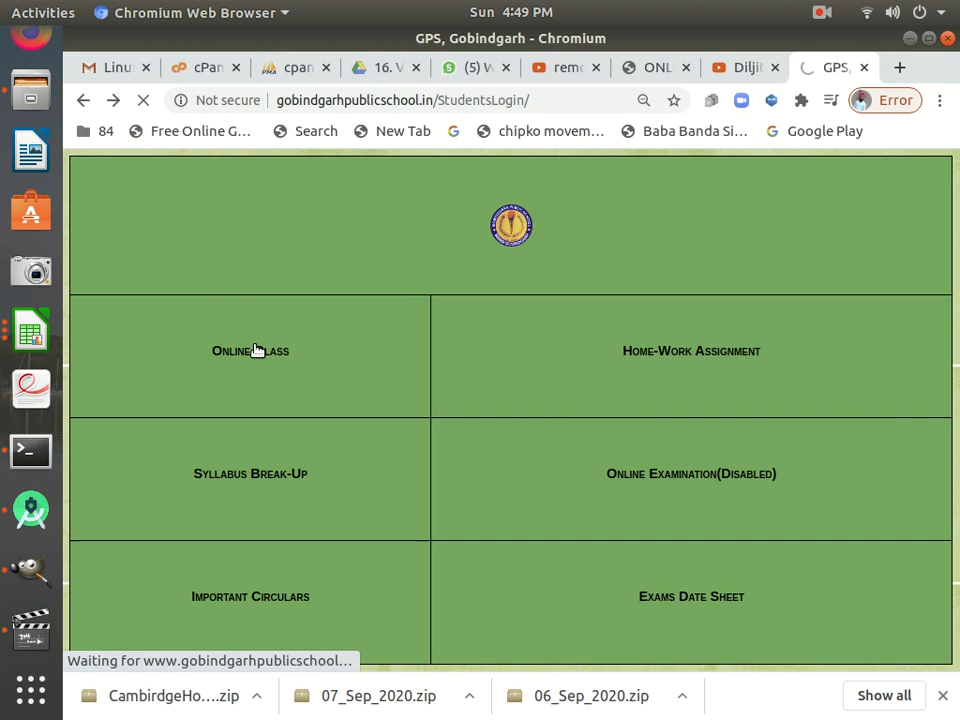 Activities Chromium Web Browser Sun 4:49 PM
GPS, Gobindgarh - Chromium
Linu cPan cpan 16. V (5) W remo ONL Diljit GPS,
Not secure gobindgarhpublicschool.in/StudentsLogin/ Error
84 Free Online G... Search New Tab chipko movem... Baba Banda Si... Google Play
Online Class Home-Work Assignment
Syllabus Break-Up Online Examination(Disabled)
Important Circulars Exams Date Sheet
Waiting for www.gobindgarhpublicschool...
CambirdgeHo....zip 07_Sep_2020.zip 06_Sep_2020.zip Show all